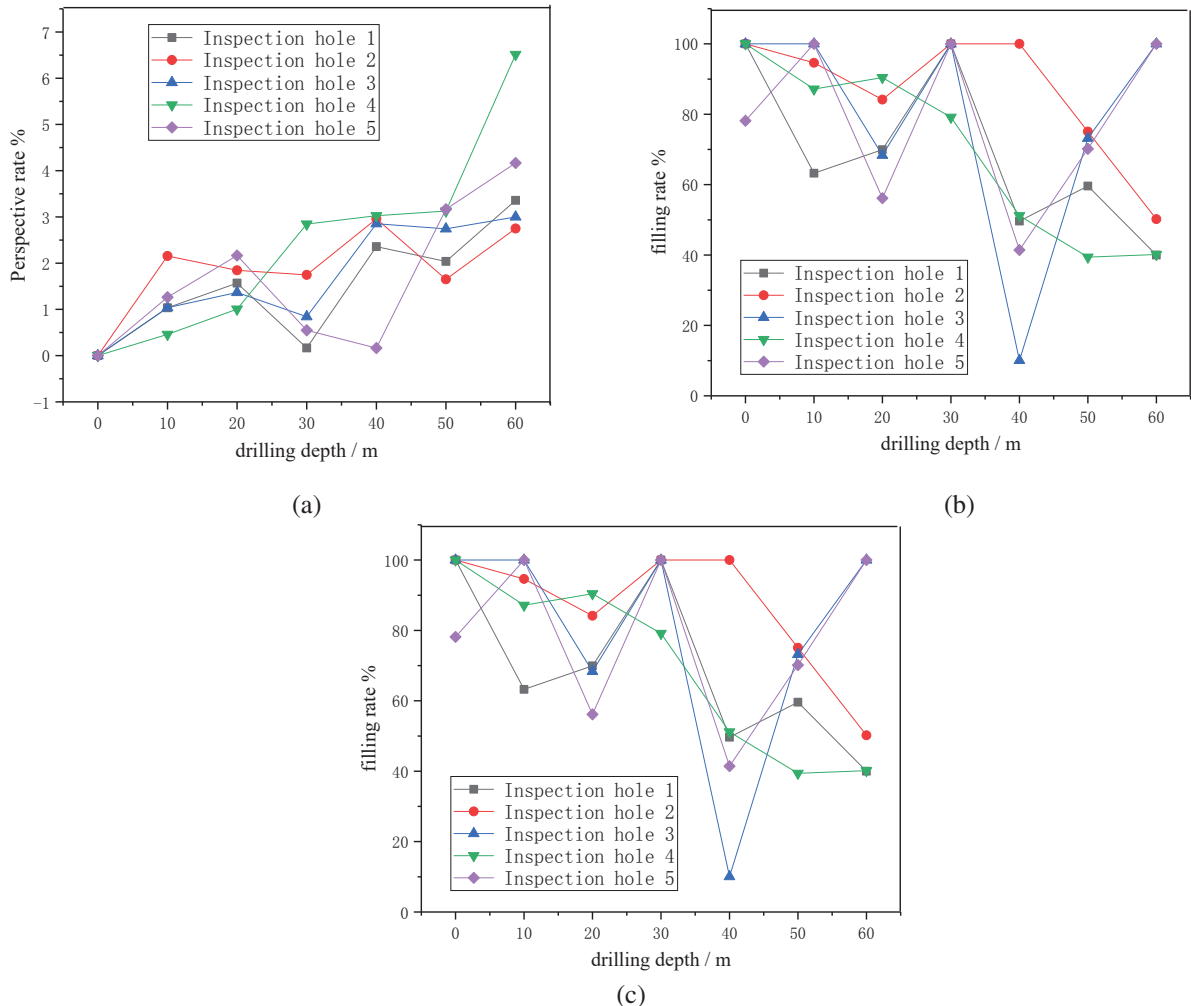 7
6
5
4
3
2
1
0
-1
Perspective rate %
Inspection hole 1
Inspection hole 2
Inspection hole 3
Inspection hole 4
Inspection hole 5
0 10 20 30 40 50 60
drilling depth / m
(a)
100
80
60
40
20
0
filling rate %
Inspection hole 1
Inspection hole 2
Inspection hole 3
Inspection hole 4
Inspection hole 5
0 10 20 30 40 50 60
drilling depth / m
(b)
100
80
60
40
20
0
filling rate %
Inspection hole 1
Inspection hole 2
Inspection hole 3
Inspection hole 4
Inspection hole 5
0 10 20 30 40 50 60
drilling depth / m
(c)